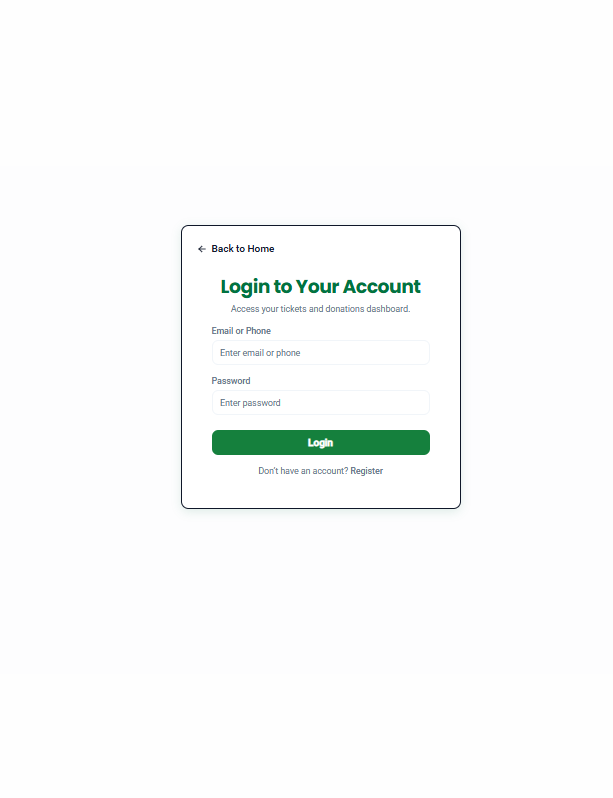 Back to Home
Login to Your Account
Access your tickets and donations dashboard.
Email or Phone
Enter email or phone
Password
Enter password
Login
Don't have an account? Register